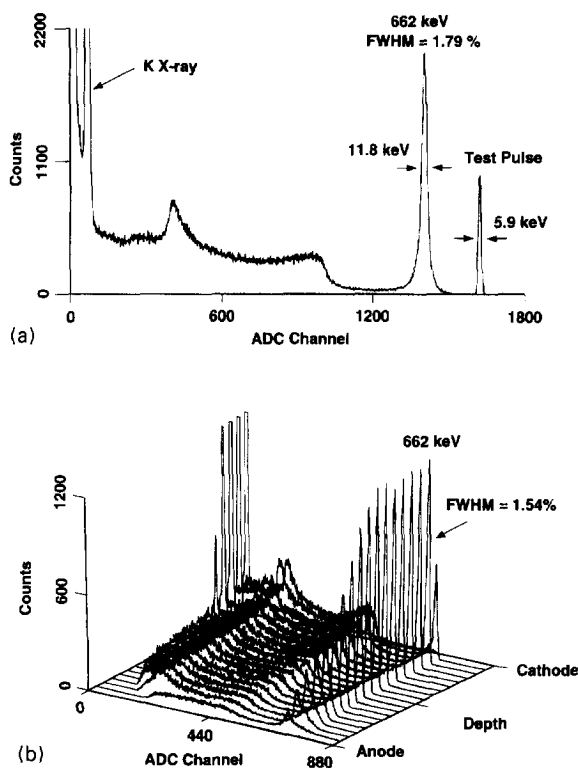 2200
1100
0
Counts
K X-ray
662 keV
FWHM = 1.79 %
11.8 keV
Test Pulse
5.9 keV
0
600
1200
1800
ADC Channel
(a)
1200
600
0
Counts
662 keV
FWHM = 1.54%
0
440
880
ADC Channel
Cathode
Depth
Anode
(b)